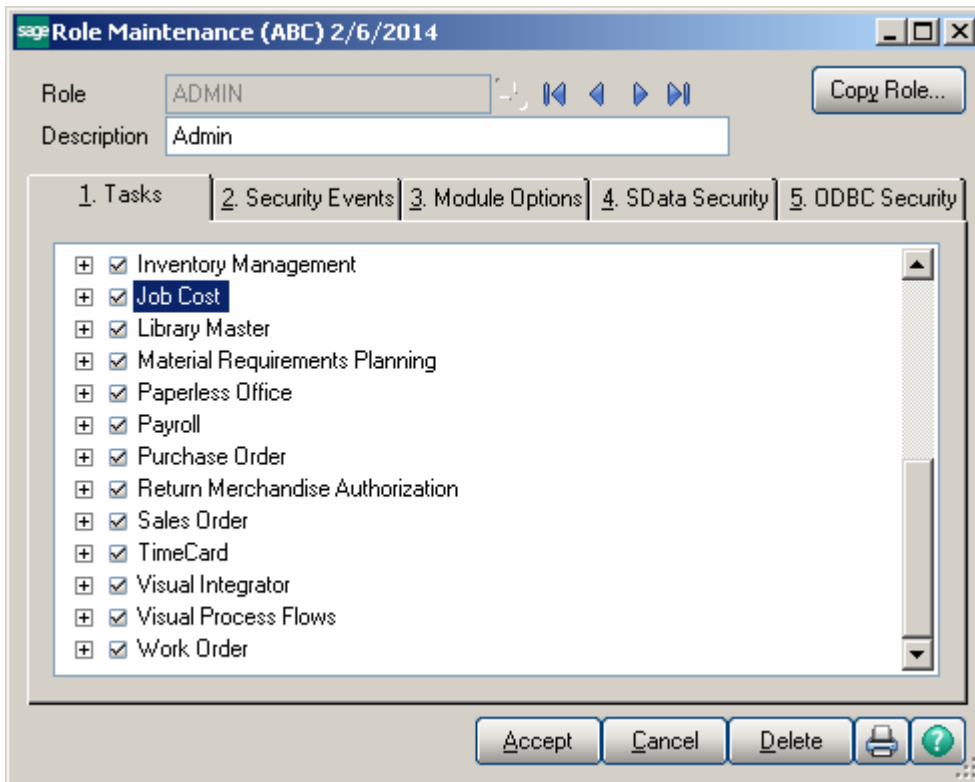 sage Role Maintenance (ABC) 2/6/2014
Role ADMIN Copy Role...
Description Admin
1. Tasks 2. Security Events 3. Module Options 4. SData Security 5. ODBC Security
Inventory Management
Job Cost
Library Master
Material Requirements Planning
Paperless Office
Payroll
Purchase Order
Return Merchandise Authorization
Sales Order
TimeCard
Visual Integrator
Visual Process Flows
Work Order
Accept Cancel Delete ?